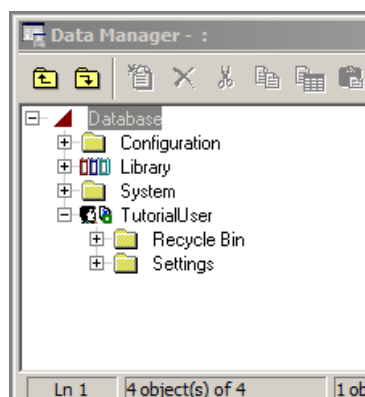 Data Manager - :
Database
Configuration
Library
System
TutorialUser
Recycle Bin
Settings
Ln 1 4 object(s) of 4 1 ob